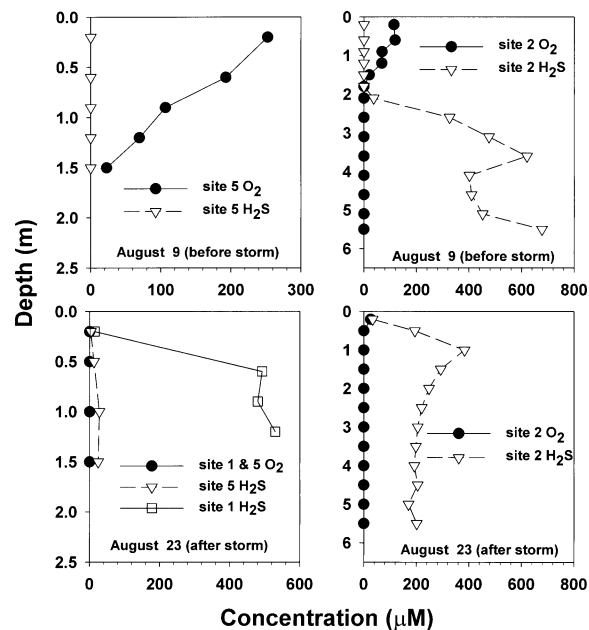 Depth (m)
0.0
0.5
1.0
1.5
2.0
2.5
0
100
200
300
site 5 O₂
site 5 H₂S
August 9 (before storm)
0
1
2
3
4
5
6
0
200
400
600
800
site 2 O₂
site 2 H₂S
August 9 (before storm)
0.0
0.5
1.0
1.5
2.0
2.5
0
200
400
600
site 1 & 5 O₂
site 5 H₂S
site 1 H₂S
August 23 (after storm)
0
1
2
3
4
5
6
0
200
400
600
800
site 2 O₂
site 2 H₂S
August 23 (after storm)
Concentration (μM)